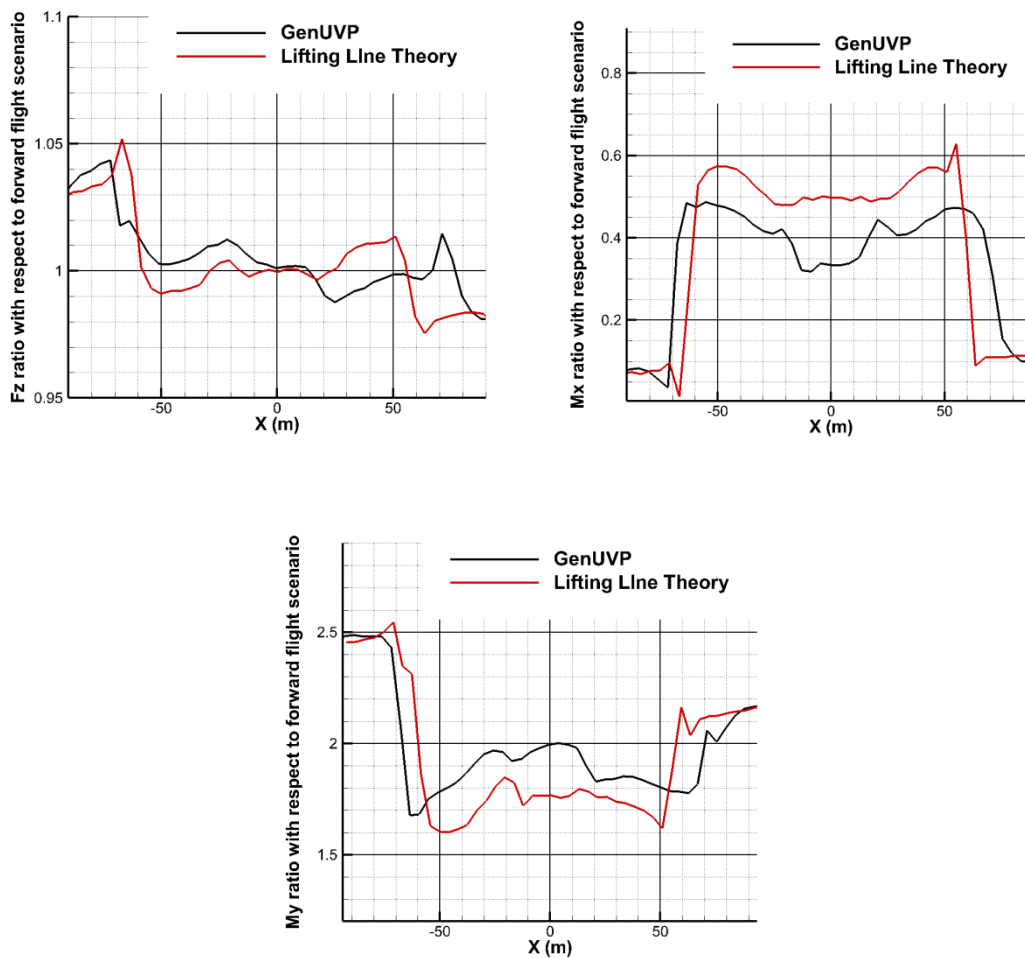 1.1
GenUVP
Lifting LIne Theory
Fz ratio with respect to forward flight scenario
1.05
1
0.95
-50
0
50
X (m)
GenUVP
Lifting LIne Theory
Mx ratio with respect to forward flight scenario
0.8
0.6
0.4
0.2
-50
0
50
X (m)
GenUVP
Lifting LIne Theory
My ratio with respect to forward flight scenario
2.5
2
1.5
-50
0
50
X (m)